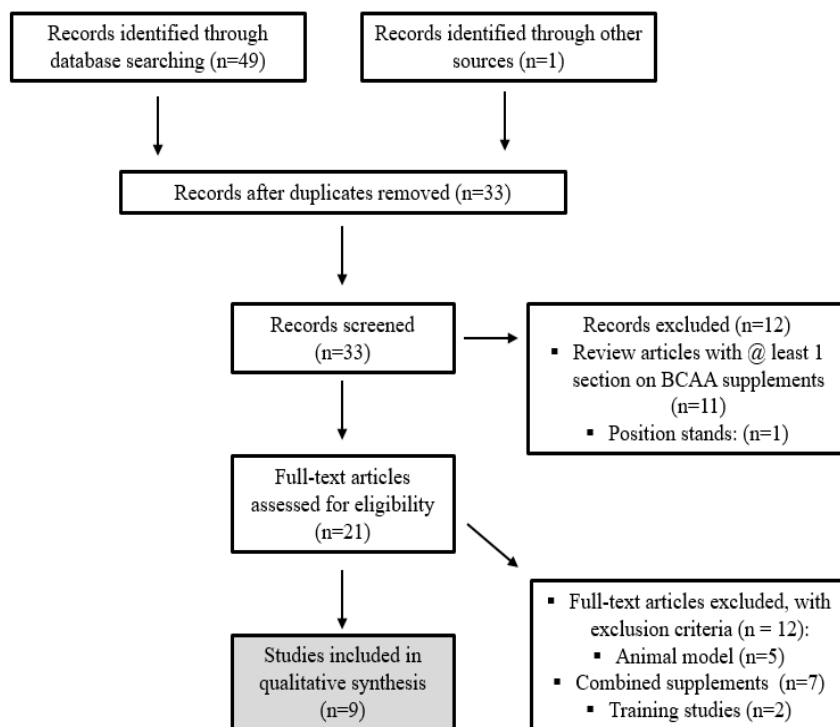 Records identified through
database searching (n=49)
Records identified through other
sources (n=1)
Records after duplicates removed (n=33)
Records screened
(n=33)
Records excluded (n=12)
▪ Review articles with @ least 1
section on BCAA supplements
(n=11)
▪ Position stands: (n=1)
Full-text articles
assessed for eligibility
(n=21)
▪ Full-text articles excluded, with
exclusion criteria (n = 12):
▪ Animal model (n=5)
▪ Combined supplements (n=7)
▪ Training studies (n=2)
Studies included in
qualitative synthesis
(n=9)